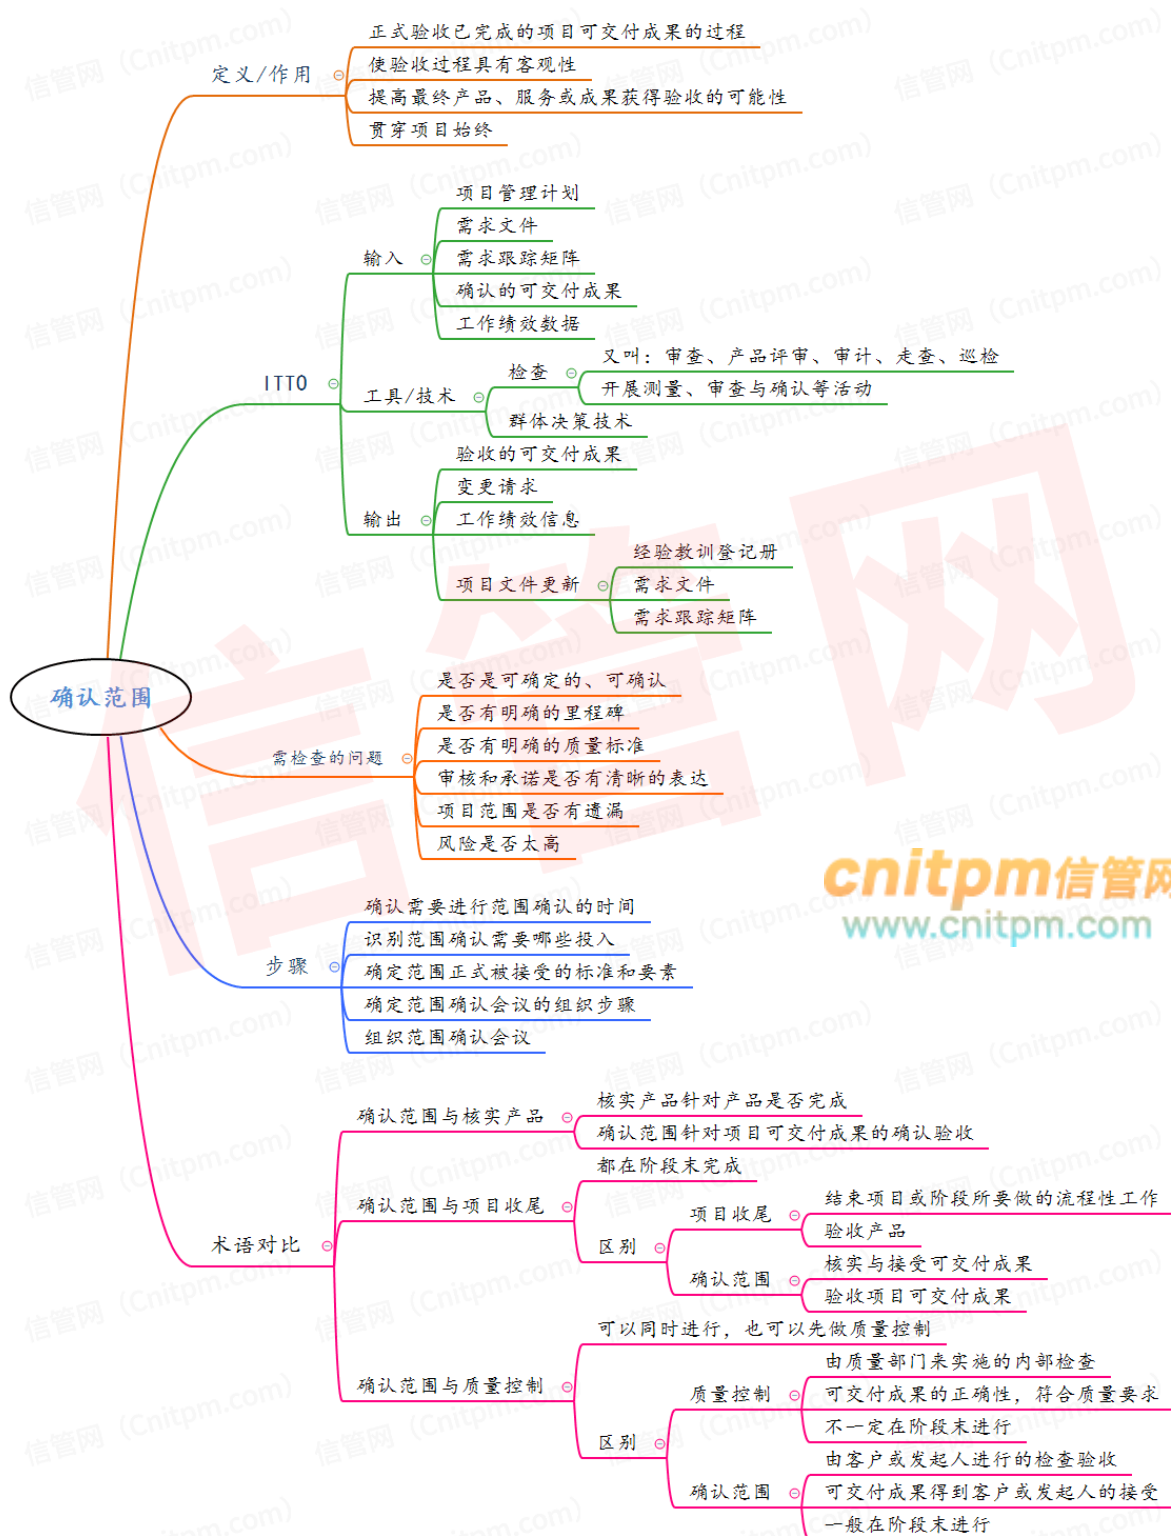 正式验收已完成的项目可交付成果的过程
定义/作用
使验收过程具有客观性
提高最终产品、服务或成果获得验收的可能性
贯穿项目始终
项目管理计划
需求文件
输入
需求跟踪矩阵
确认的可交付成果
工作绩效数据
ITTO
工具/技术
检查
又叫：审查、产品评审、审计、走查、巡检
开展测量、审查与确认等活动
群体决策技术
验收的可交付成果
变更请求
输出
工作绩效信息
项目文件更新
经验教训登记册
需求文件
需求跟踪矩阵
确认范围
需检查的问题
是否是可确定的、可确认
是否有明确的里程碑
是否有明确的质量标准
审核和承诺是否有清晰的表达
项目范围是否有遗漏
风险是否太高
cnitpm信管网
www.cnitpm.com
步骤
确认需要进行范围确认的时间
识别范围确认需要哪些投入
确定范围正式被接受的标准和要素
确定范围确认会议的组织步骤
组织范围确认会议
术语对比
确认范围与核实产品
核实产品针对产品是否完成
确认范围针对项目可交付成果的确认验收
确认范围与项目收尾
都在阶段末完成
区别
项目收尾
结束项目或阶段所要做的流程性工作
验收产品
确认范围
核实与接受可交付成果
验收项目可交付成果
确认范围与质量控制
可以同时进行，也可以先做质量控制
区别
质量控制
由质量部门来实施的内部检查
可交付成果的正确性，符合质量要求
不一定在阶段末进行
确认范围
由客户或发起人进行的检查验收
可交付成果得到客户或发起人的接受
一般在阶段末进行
信管网
信管网（Cnitpm.com）